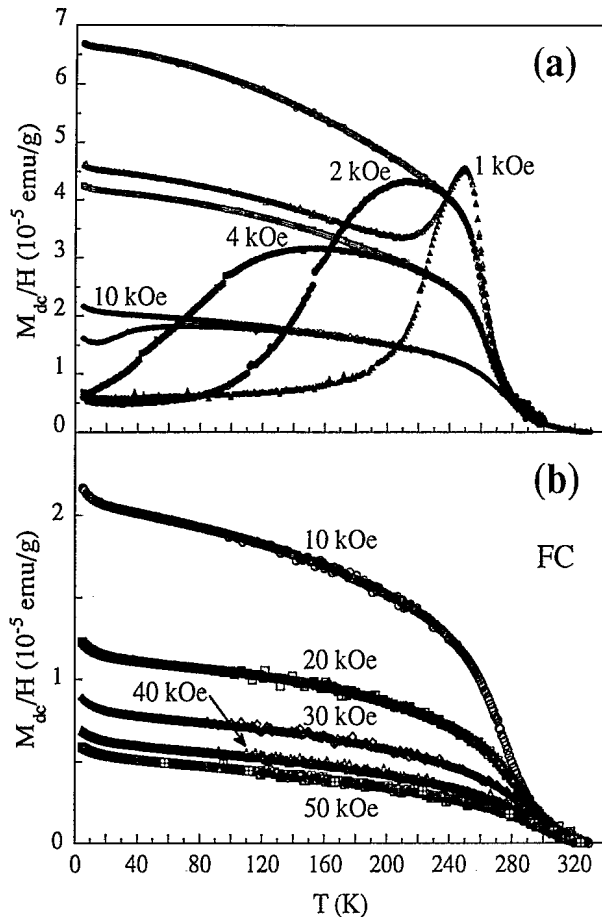 7
(a)
6
5
2 kOe
1 kOe
4
4 kOe
3
10 kOe
2
1
0
M_dc/H (10^-5 emu/g)
(b)
2
10 kOe
FC
20 kOe
1
40 kOe
30 kOe
50 kOe
0
M_dc/H (10^-5 emu/g)
0 40 80 120 160 200 240 280 320
T (K)